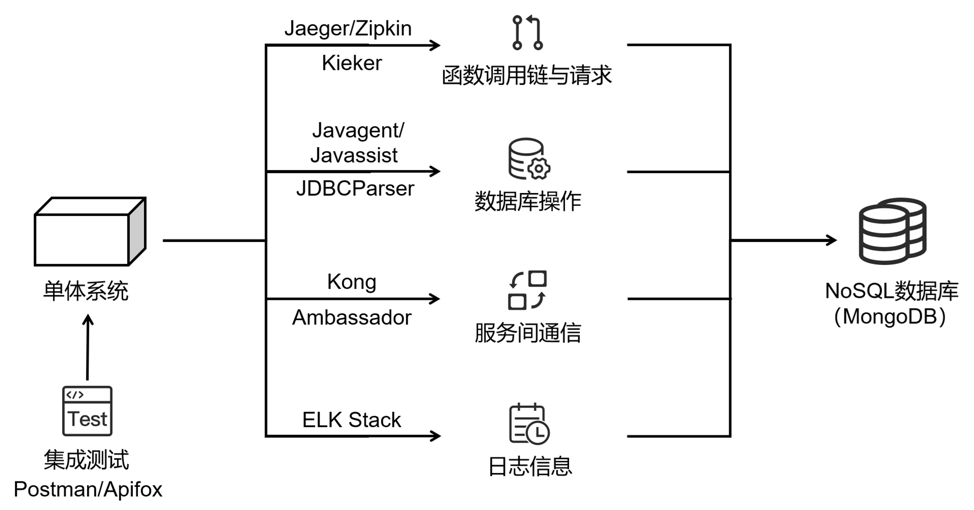 Jaeger/Zipkin
Kieker
函数调用链与请求
Javagent/
Javassist
JDBCParser
数据库操作
单体系统
Kong
Ambassador
服务间通信
NoSQL数据库
（MongoDB）
</>
Test
集成测试
Postman/Apifox
ELK Stack
日志信息